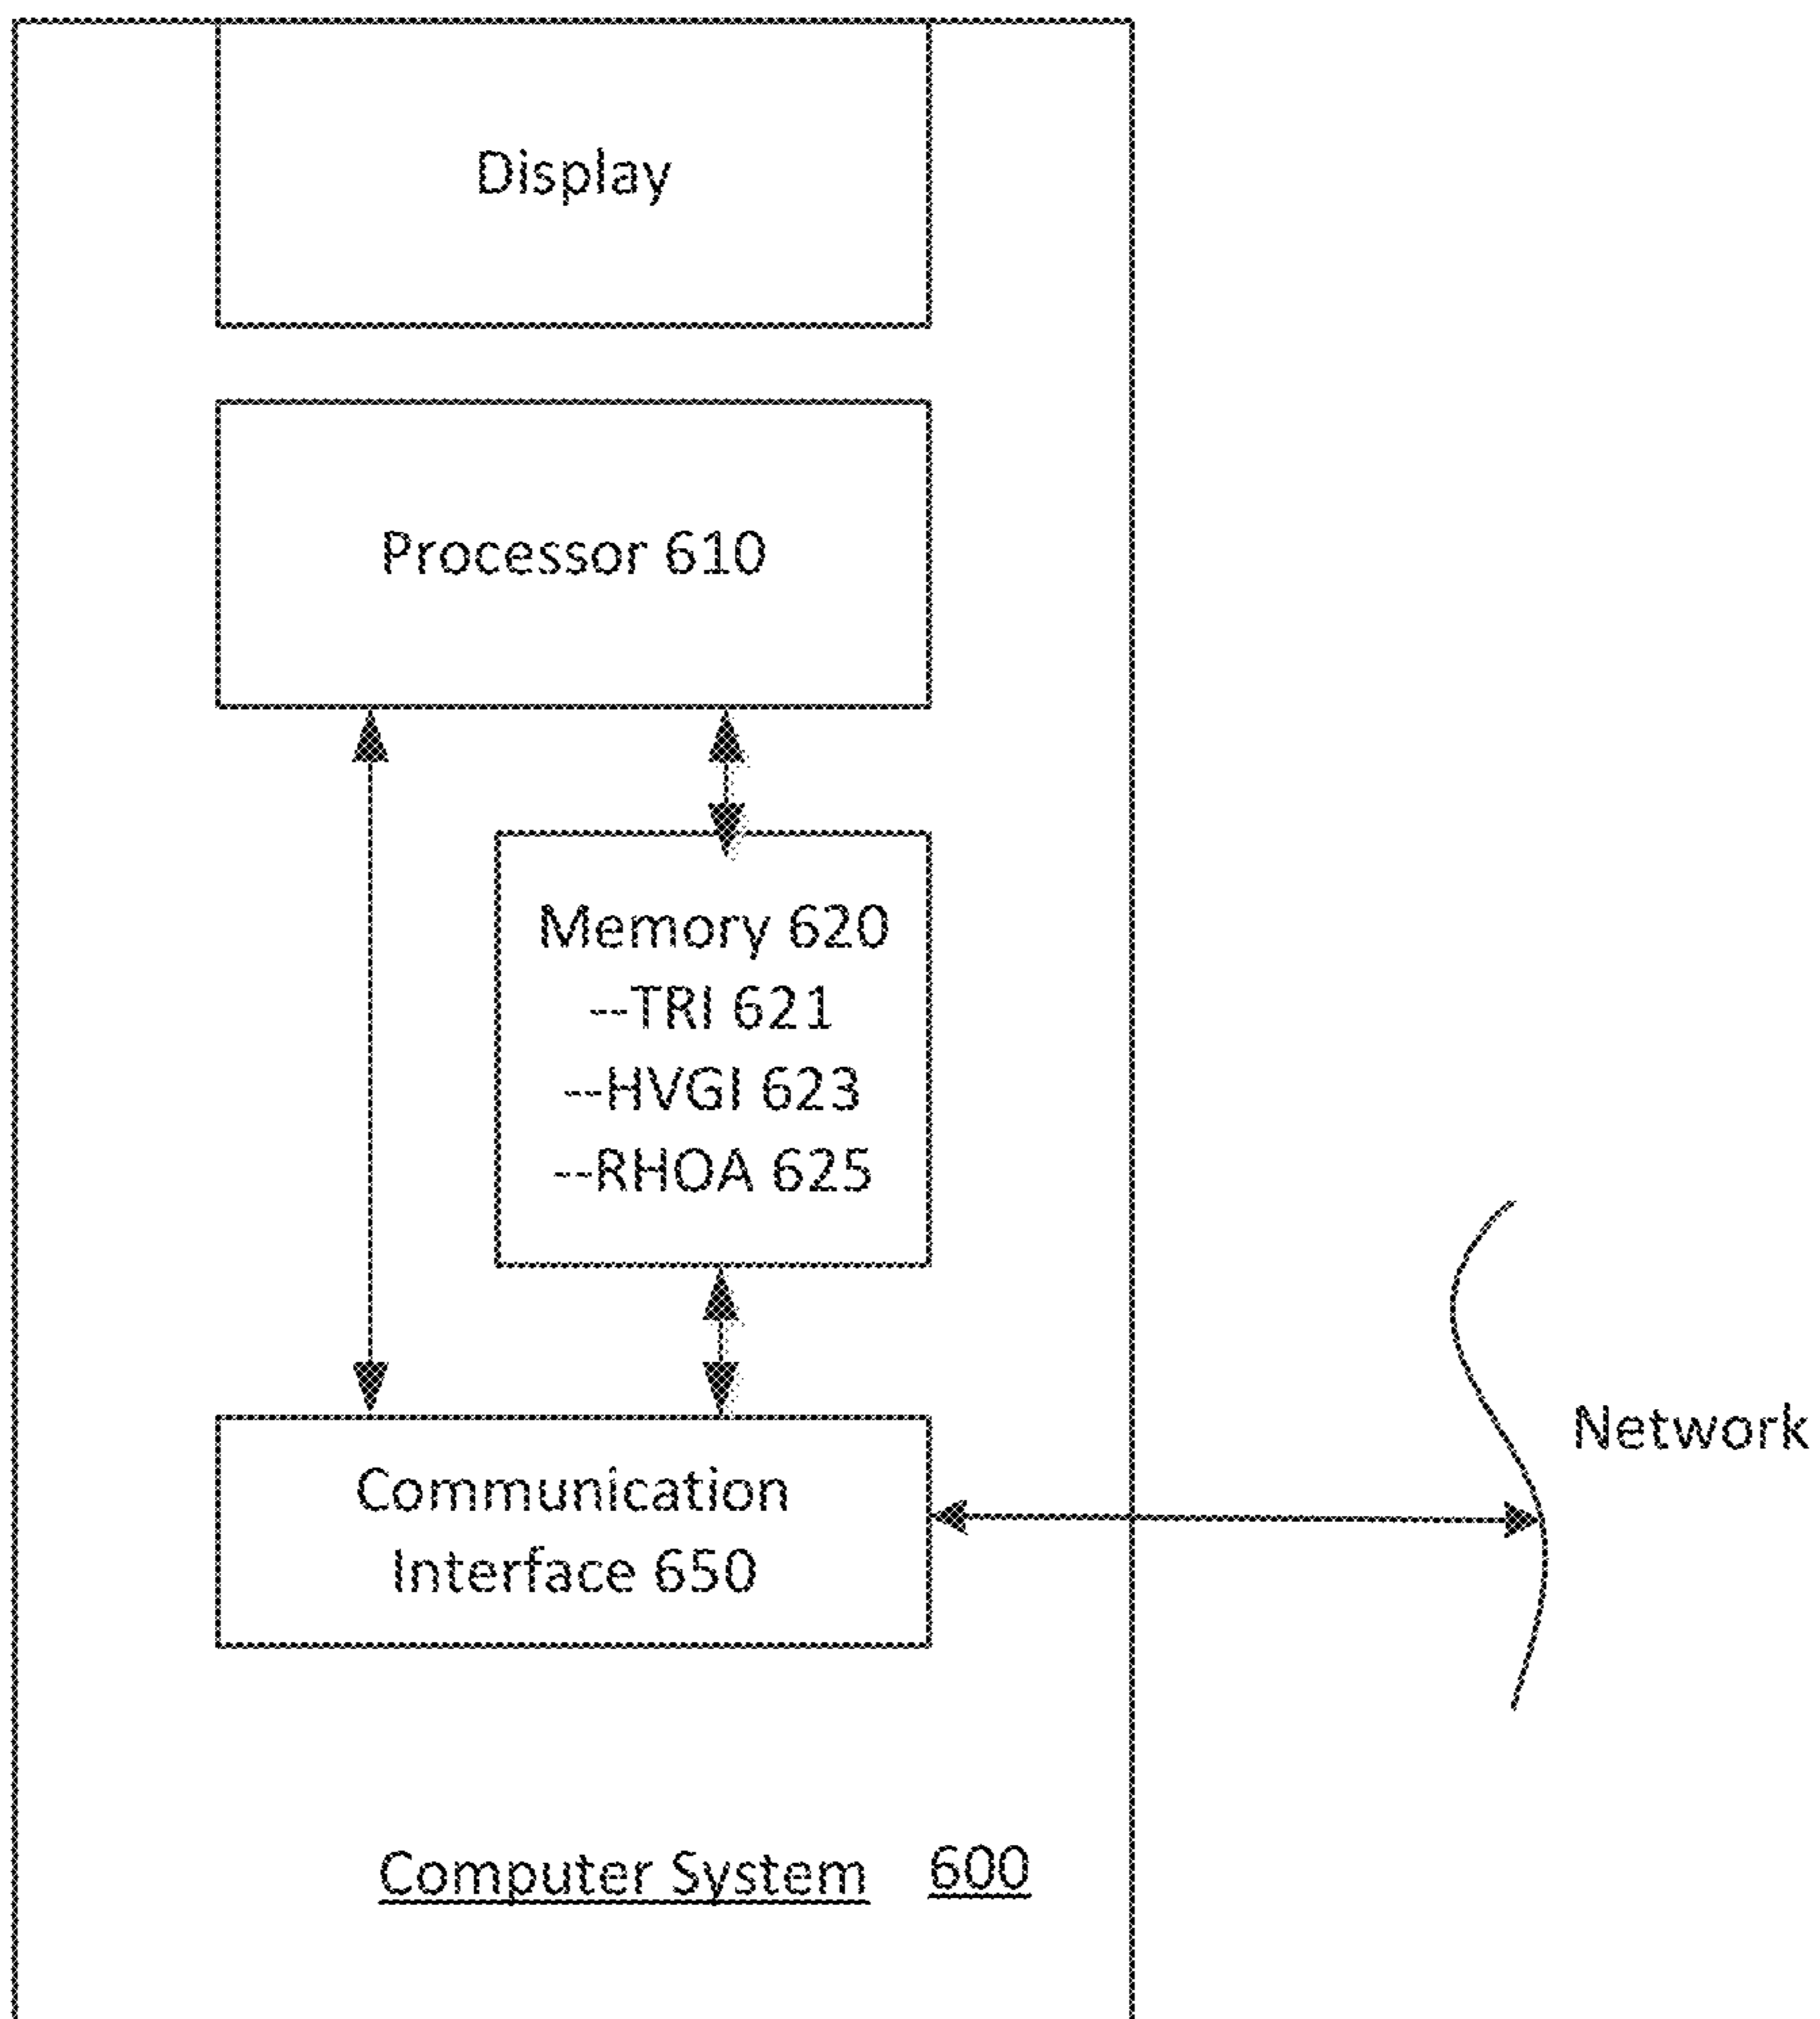 Display
Processor 610
Memory 620
--TRI 621
--HVGI 623
--RHOA 625
Network
Communication
Interface 650
Computer System 600